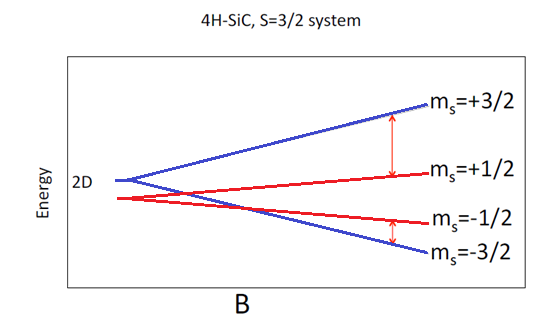 4H-SiC, S=3/2 system
mₛ=+3/2
2D
mₛ=+1/2
mₛ=-1/2
mₛ=-3/2
Energy
B